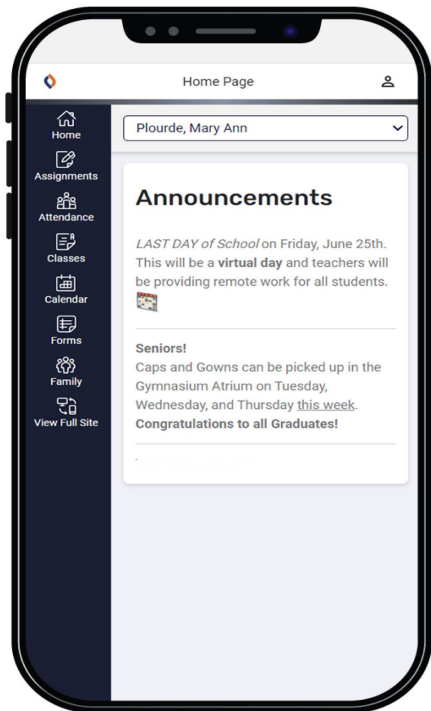 Home Page
Plourde, Mary Ann
Home
Assignments
Attendance
Classes
Calendar
Forms
Family
View Full Site
Announcements
LAST DAY of School on Friday, June 25th.
This will be a virtual day and teachers will
be providing remote work for all students.
Seniors!
Caps and Gowns can be picked up in the
Gymnasium Atrium on Tuesday,
Wednesday, and Thursday this week.
Congratulations to all Graduates!